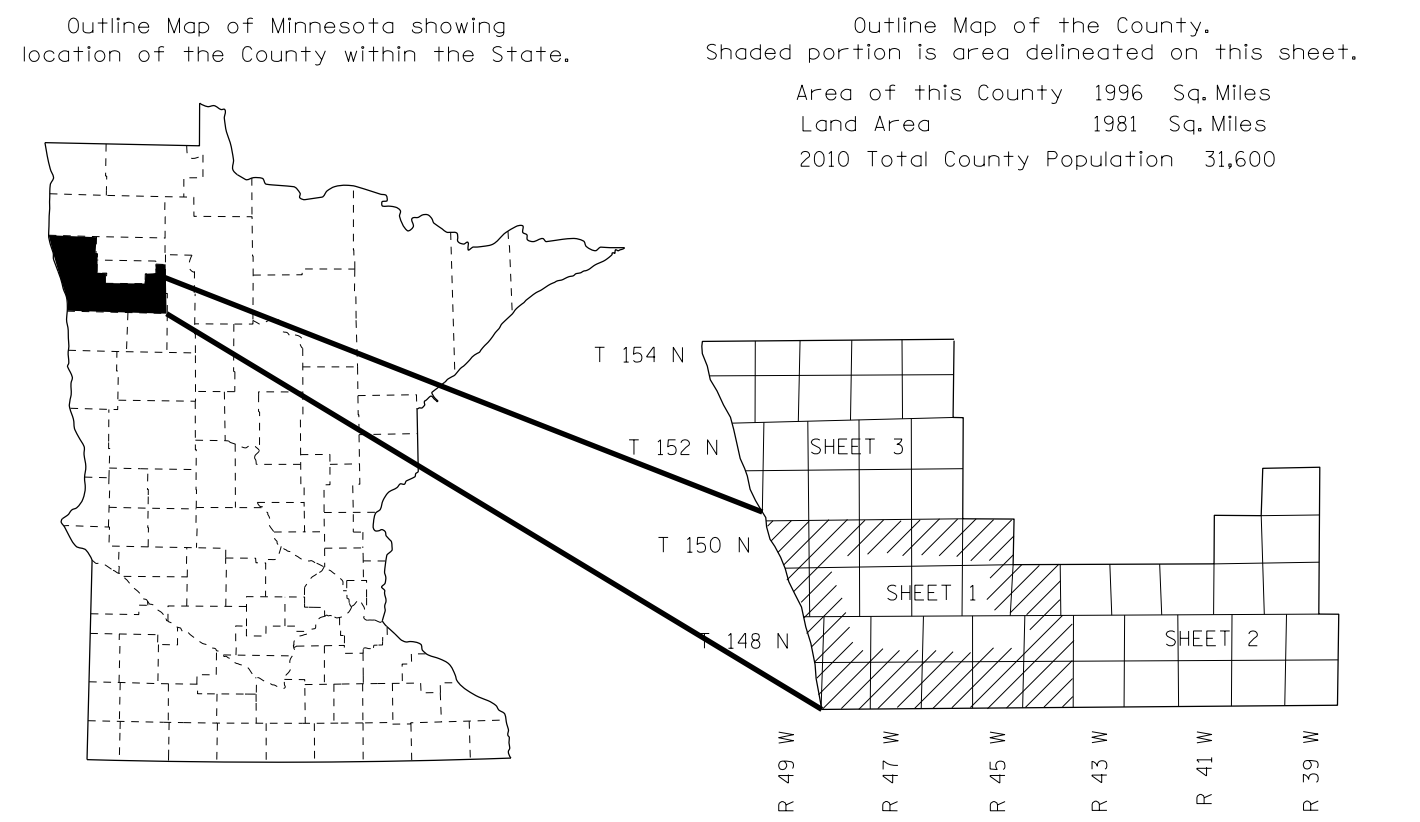 Outline Map of Minnesota showing
location of the County within the State.
Outline Map of the County.
Shaded portion is area delineated on this sheet.
Area of this County 1996 Sq. Miles
Land Area 1981 Sq. Miles
2010 Total County Population 31,600
T 154 N
T 152 N
SHEET 3
T 150 N
SHEET 1
T 148 N
SHEET 2
R 49 W
R 47 W
R 45 W
R 43 W
R 41 W
R 39 W